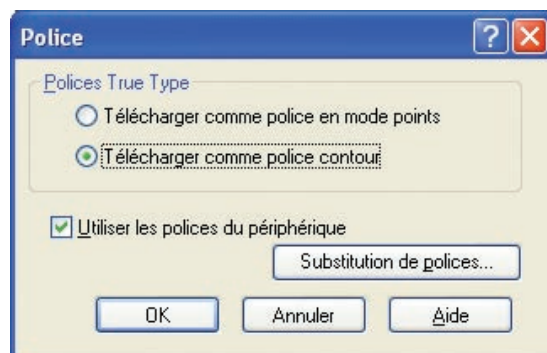 Police
Polices True Type
Télécharger comme police en mode points
Télécharger comme police contour
Utiliser les polices du périphérique
Substitution de polices...
OK Annuler Aide